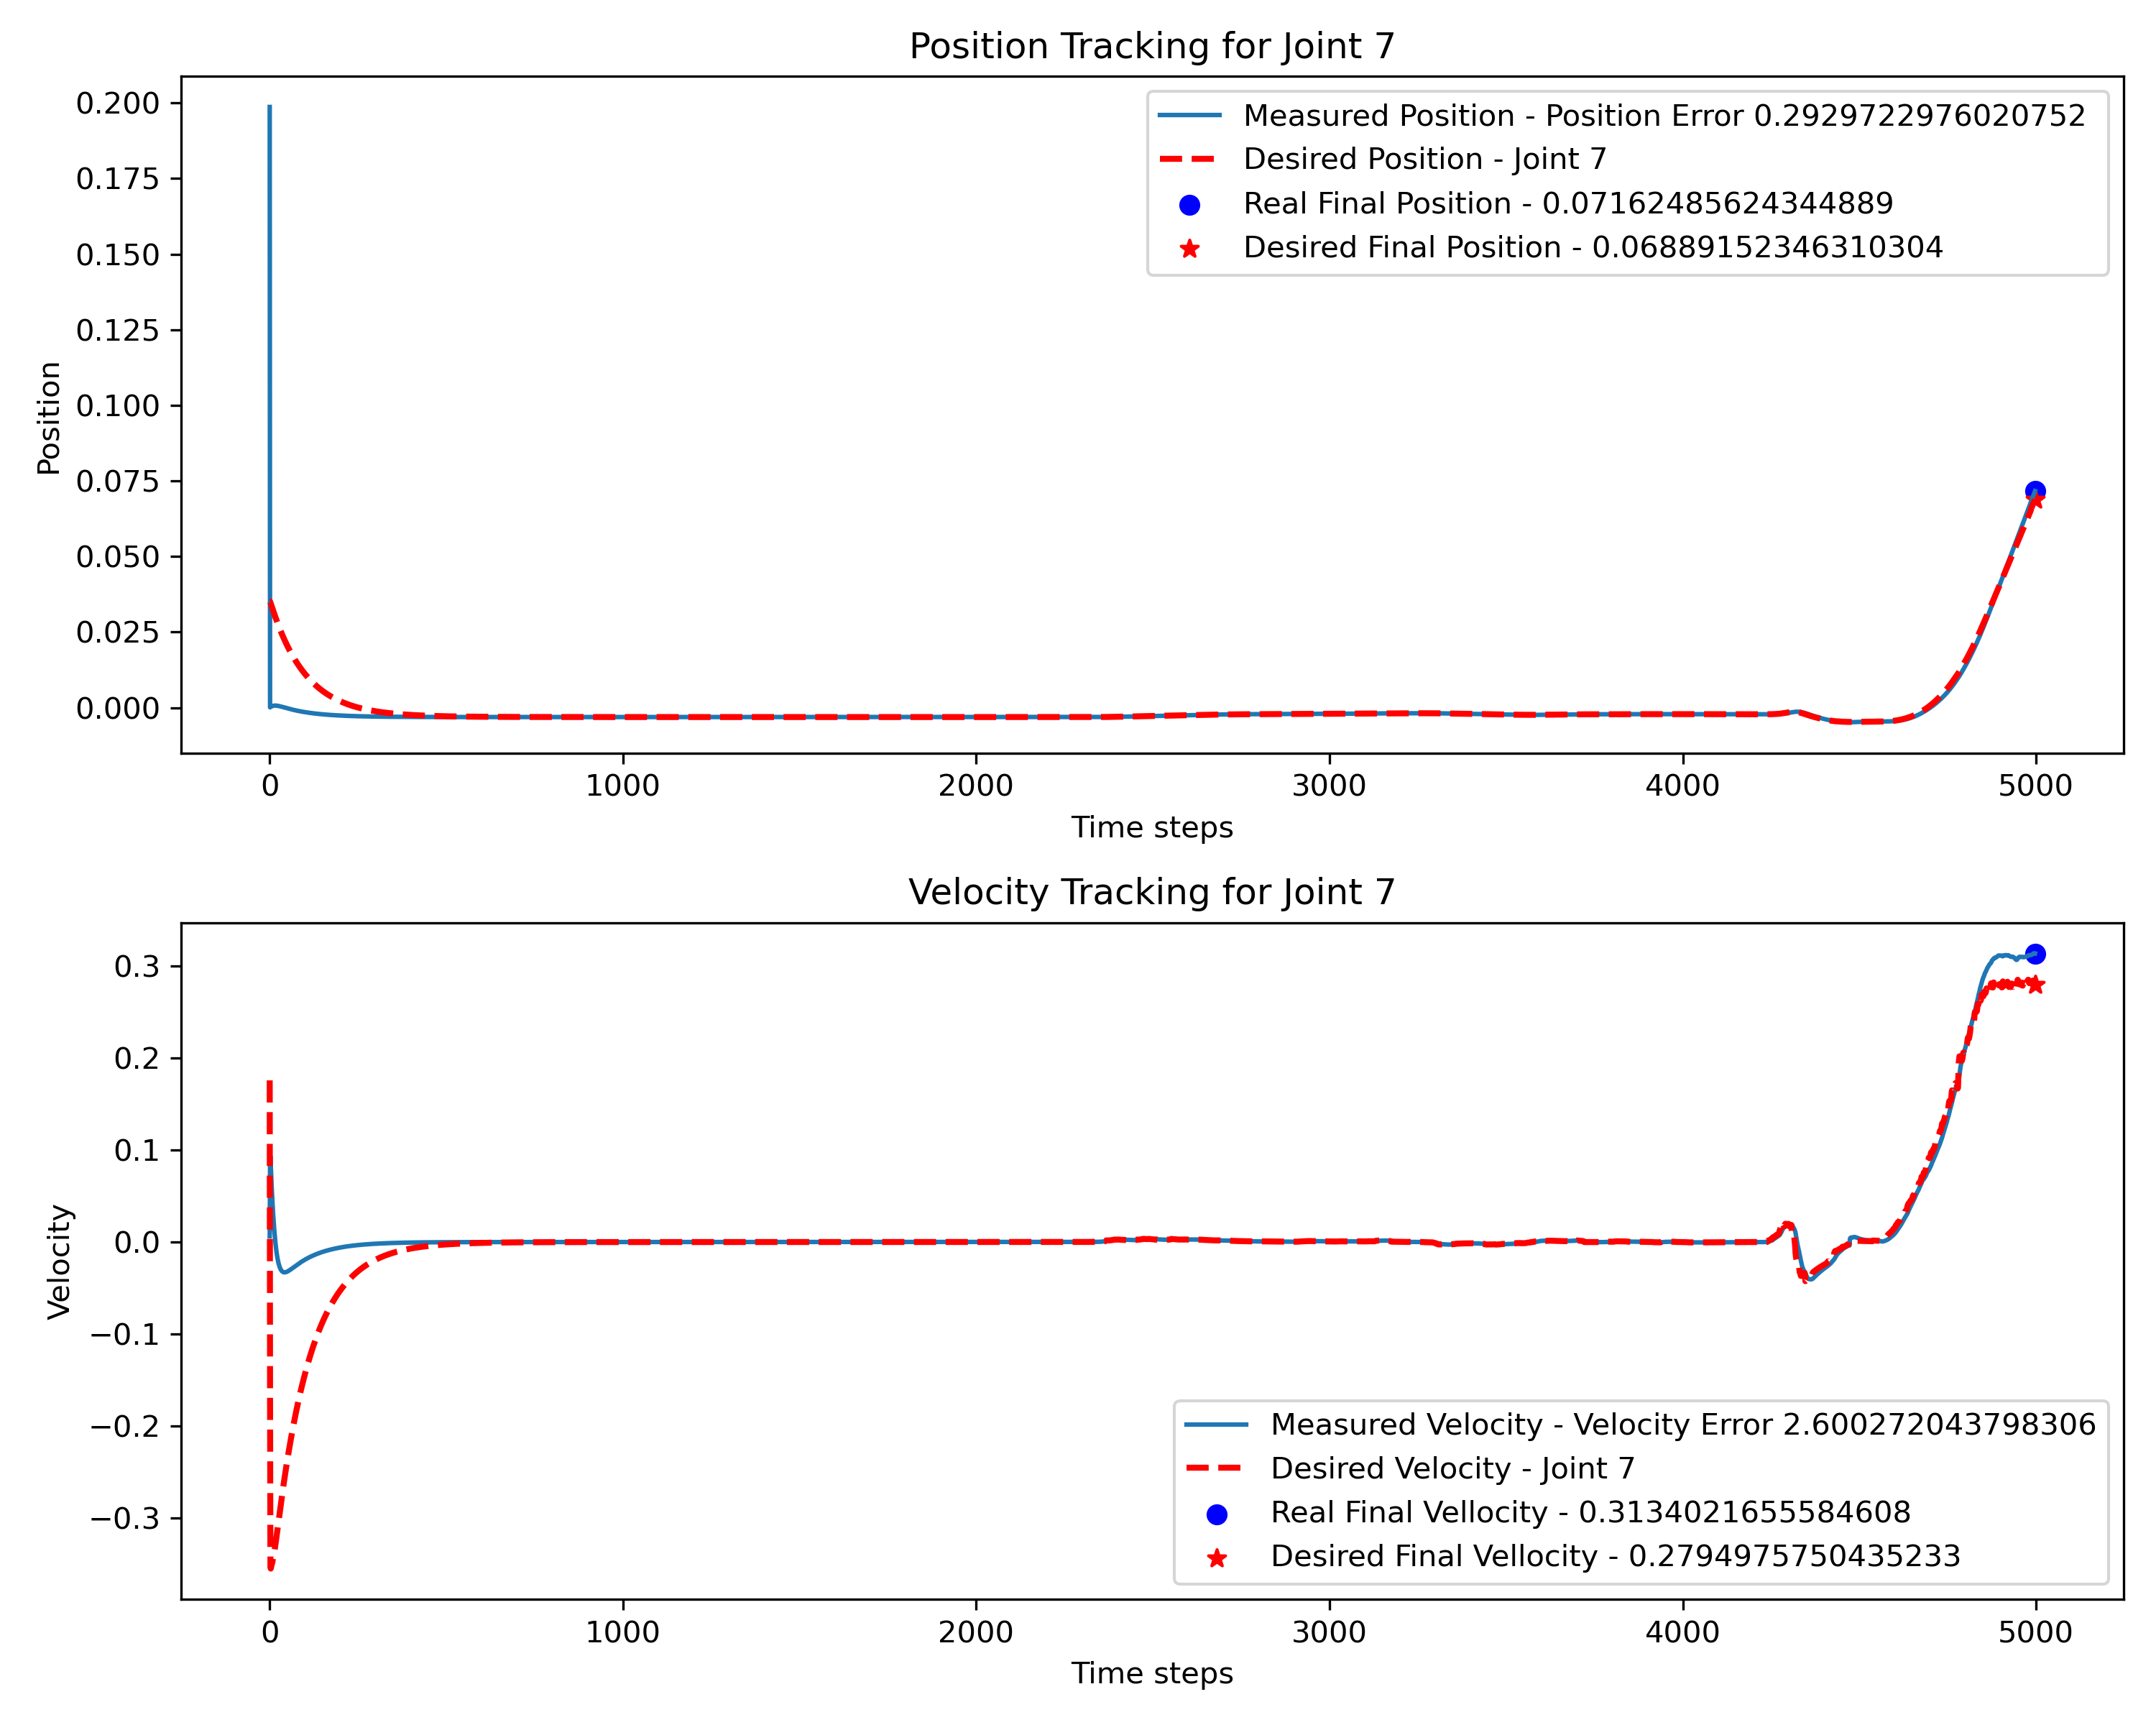 Position Tracking for Joint 7
0.200
0.175
0.150
0.125
0.100
0.075
0.050
0.025
0.000
Position
Measured Position - Position Error 0.2929722976020752
Desired Position - Joint 7
Real Final Position - 0.07162485624344889
Desired Final Position - 0.06889152346310304
0 1000 2000 3000 4000 5000
Time steps
Velocity Tracking for Joint 7
0.3
0.2
0.1
0.0
−0.1
−0.2
−0.3
Velocity
Measured Velocity - Velocity Error 2.600272043798306
Desired Velocity - Joint 7
Real Final Vellocity - 0.3134021655584608
Desired Final Vellocity - 0.2794975750435233
0 1000 2000 3000 4000 5000
Time steps